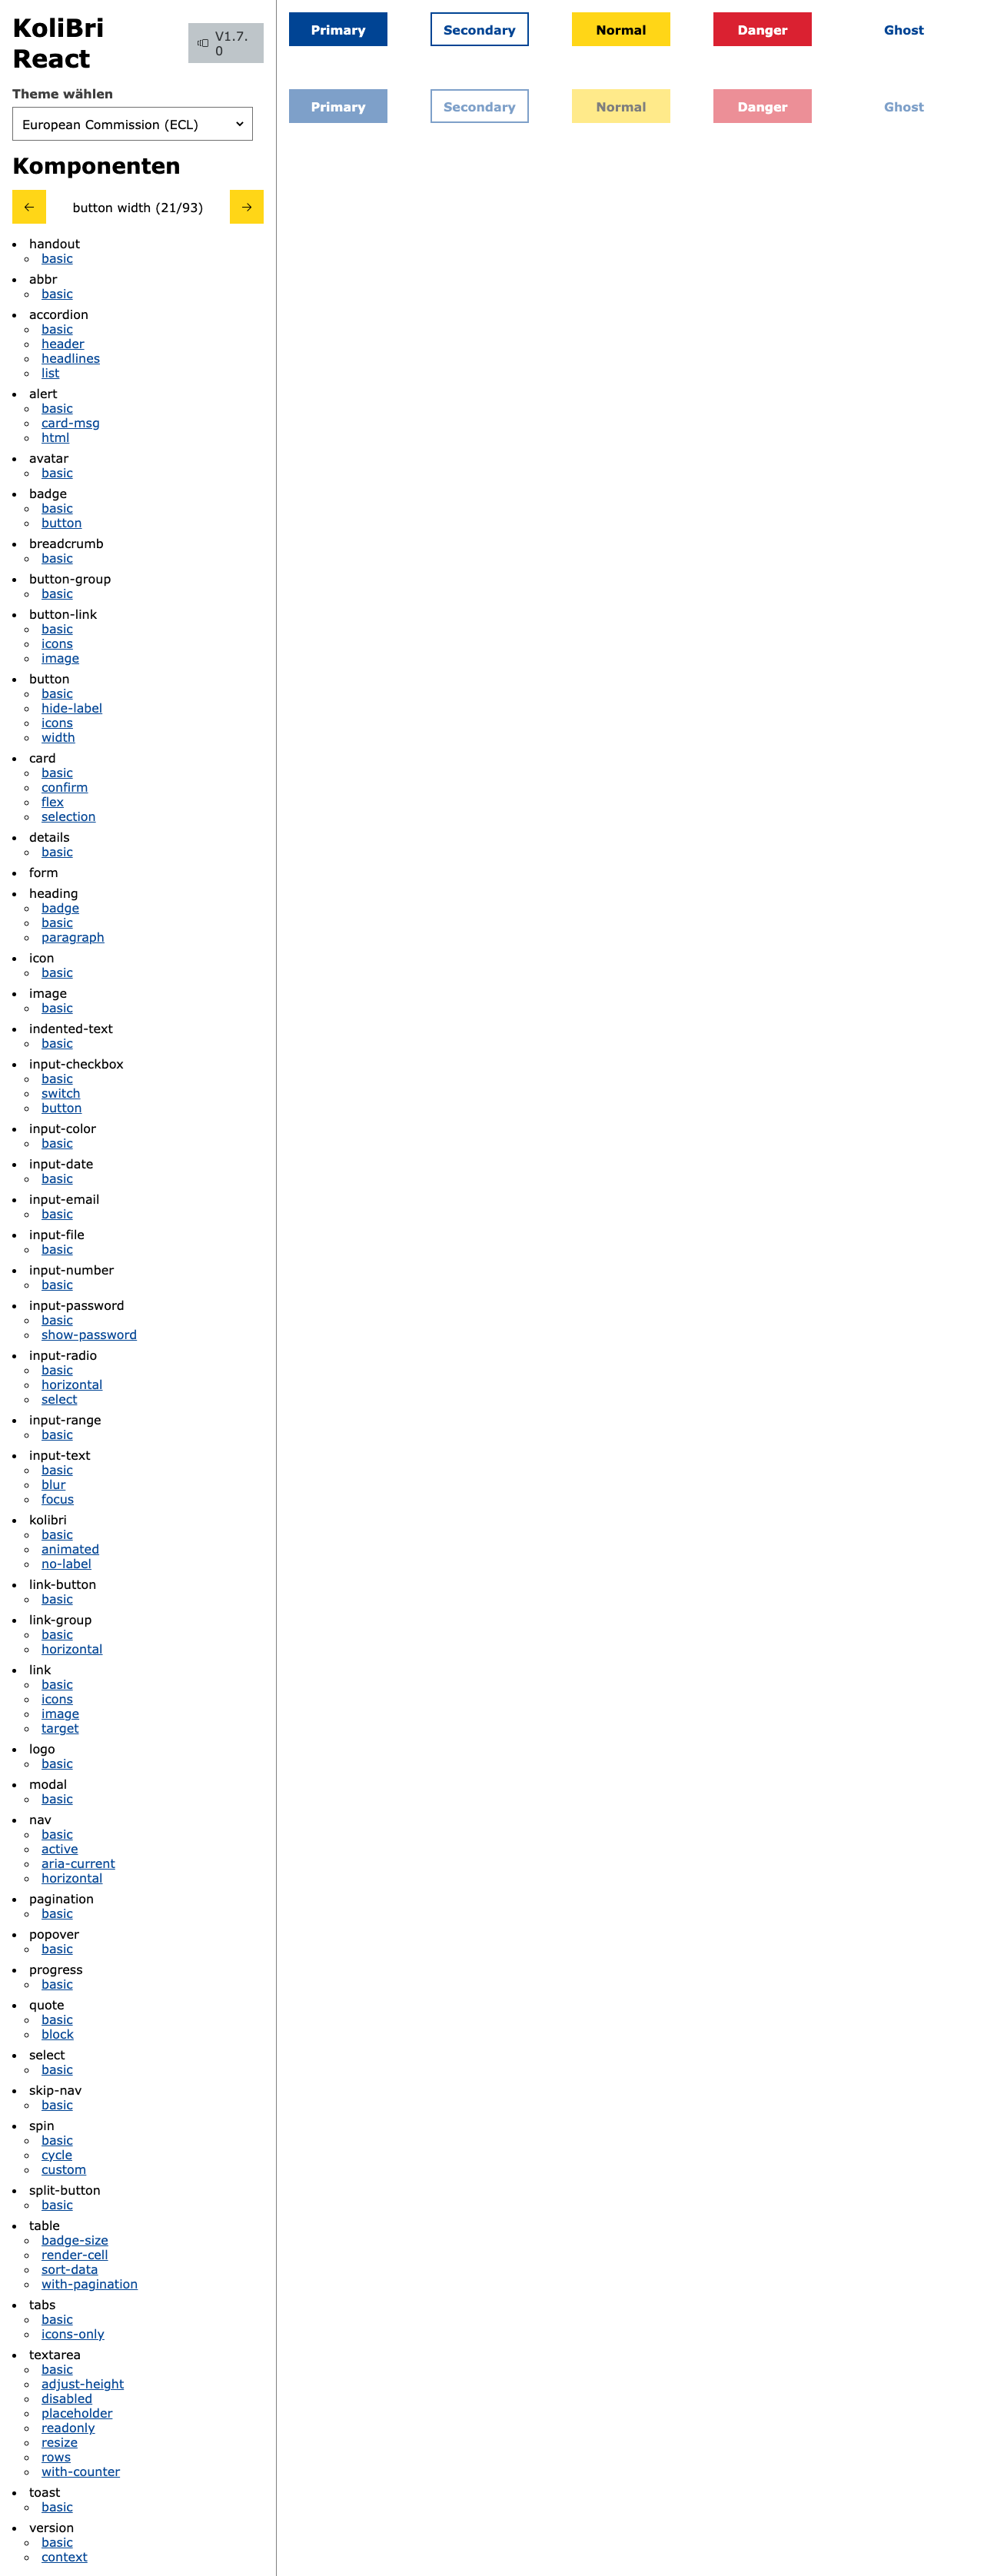 KoliBri
React
V1.7.
0
Theme wählen
European Commission (ECL)
Komponenten
← button width (21/93) →
handout
basic
abbr
basic
accordion
basic
header
headlines
list
alert
basic
card-msg
html
avatar
basic
badge
basic
button
breadcrumb
basic
button-group
basic
button-link
basic
icons
image
button
basic
hide-label
icons
width
card
basic
confirm
flex
selection
details
basic
form
heading
badge
basic
paragraph
icon
basic
image
basic
indented-text
basic
input-checkbox
basic
switch
button
input-color
basic
input-date
basic
input-email
basic
input-file
basic
input-number
basic
input-password
basic
show-password
input-radio
basic
horizontal
select
input-range
basic
input-text
basic
blur
focus
kolibri
basic
animated
no-label
link-button
basic
link-group
basic
horizontal
link
basic
icons
image
target
logo
basic
modal
basic
nav
basic
active
aria-current
horizontal
pagination
basic
popover
basic
progress
basic
quote
basic
block
select
basic
skip-nav
basic
spin
basic
cycle
custom
split-button
basic
table
badge-size
render-cell
sort-data
with-pagination
tabs
basic
icons-only
textarea
basic
adjust-height
disabled
placeholder
readonly
resize
rows
with-counter
toast
basic
version
basic
context
Primary Secondary Normal Danger Ghost
Primary Secondary Normal Danger Ghost